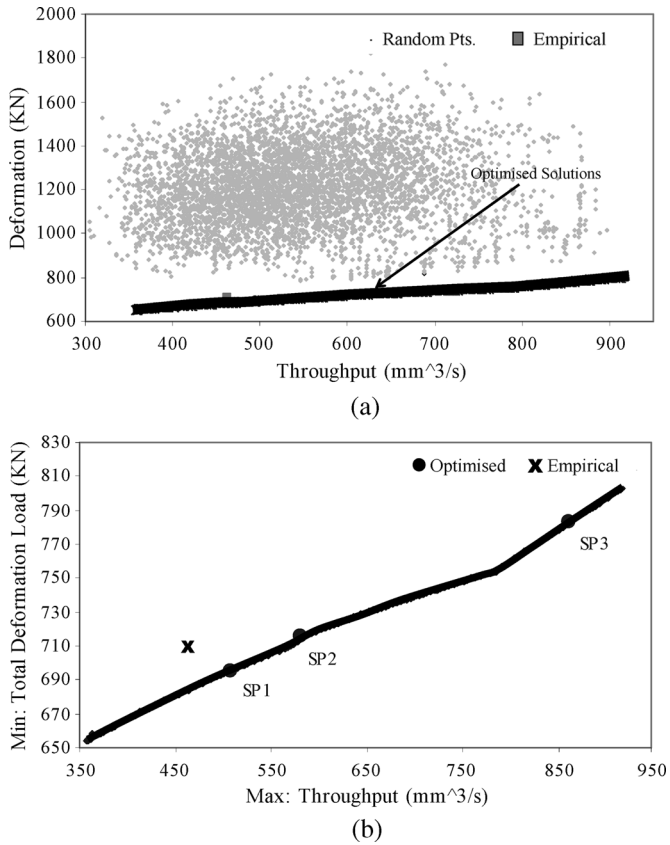 2000
1800
1600
1400
1200
1000
800
600
Deformation (KN)
Random Pts.
Empirical
Optimised Solutions
300 400 500 600 700 800 900
Throughput (mm^3/s)
(a)
830
810
790
770
750
730
710
690
670
650
Min: Total Deformation Load (KN)
Optimised
Empirical
SP3
SP2
SP1
350 450 550 650 750 850 950
Max: Throughput (mm^3/s)
(b)